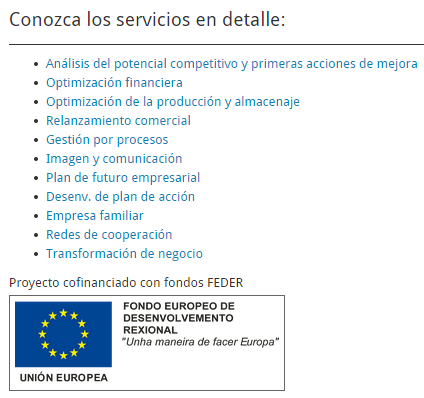 Conozca los servicios en detalle:
Análisis del potencial competitivo y primeras acciones de mejora
Optimización financiera
Optimización de la producción y almacenaje
Relanzamiento comercial
Gestión por procesos
Imagen y comunicación
Plan de futuro empresarial
Desenv. de plan de acción
Empresa familiar
Redes de cooperación
Transformación de negocio
Proyecto cofinanciado con fondos FEDER
FONDO EUROPEO DE
DESENVOLVEMENTO
REXIONAL
"Unha maneira de facer Europa"
UNIÓN EUROPEA